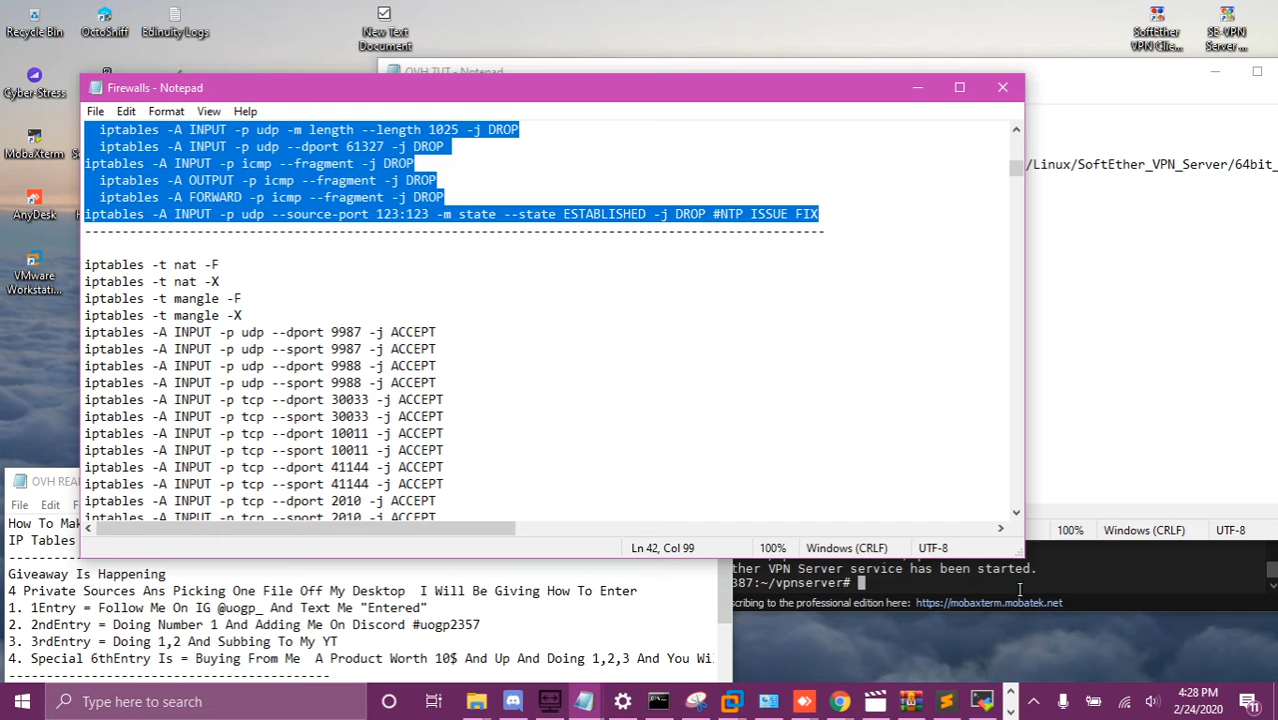 Recycle Bin
OctoSniff
Edinuity Logs
New Text
Document
SoftEther
VPN Clie...
SE-VPN
Server ...
OVH TUT - Notepad
Cyber-Stress
MobaXterm
AnyDesk
VMware
Workstati...
Firewalls - Notepad
File Edit Format View Help
iptables -A INPUT -p udp -m length --length 1025 -j DROP
iptables -A INPUT -p udp --dport 61327 -j DROP
iptables -A INPUT -p icmp --fragment -j DROP
iptables -A OUTPUT -p icmp --fragment -j DROP
iptables -A FORWARD -p icmp --fragment -j DROP
iptables -A INPUT -p udp --source-port 123:123 -m state --state ESTABLISHED -j DROP #NTP ISSUE FIX
---------------------------------------------------------------------------------------------------
iptables -t nat -F
iptables -t nat -X
iptables -t mangle -F
iptables -t mangle -X
iptables -A INPUT -p udp --dport 9987 -j ACCEPT
iptables -A INPUT -p udp --sport 9987 -j ACCEPT
iptables -A INPUT -p udp --dport 9988 -j ACCEPT
iptables -A INPUT -p udp --sport 9988 -j ACCEPT
iptables -A INPUT -p tcp --dport 30033 -j ACCEPT
iptables -A INPUT -p tcp --sport 30033 -j ACCEPT
iptables -A INPUT -p tcp --dport 10011 -j ACCEPT
iptables -A INPUT -p tcp --sport 10011 -j ACCEPT
iptables -A INPUT -p tcp --dport 41144 -j ACCEPT
iptables -A INPUT -p tcp --sport 41144 -j ACCEPT
iptables -A INPUT -p tcp --dport 2010 -j ACCEPT
iptables -A INPUT -p tcp --sport 2010 -j ACCEPT
Ln 42, Col 99 100% Windows (CRLF) UTF-8
/Linux/SoftEther_VPN_Server/64bit_
100% Windows (CRLF) UTF-8
OVH REA
File Edit
How To Mak
IP Tables
Giveaway Is Happening
4 Private Sources Ans Picking One File Off My Desktop I Will Be Giving How To Enter
1. 1Entry = Follow Me On IG @uogp_ And Text Me "Entered"
2. 2ndEntry = Doing Number 1 And Adding Me On Discord #uogp2357
3. 3rdEntry = Doing 1,2 And Subbing To My YT
4. Special 6thEntry Is = Buying From Me A Product Worth 10$ And Up And Doing 1,2,3 And You Wi
------------------------------------
ther VPN Server service has been started.
387:~/vpnserver#
scribing to the professional edition here: https://mobaxterm.mobatek.net
Type here to search
4:28 PM
2/24/2020
11